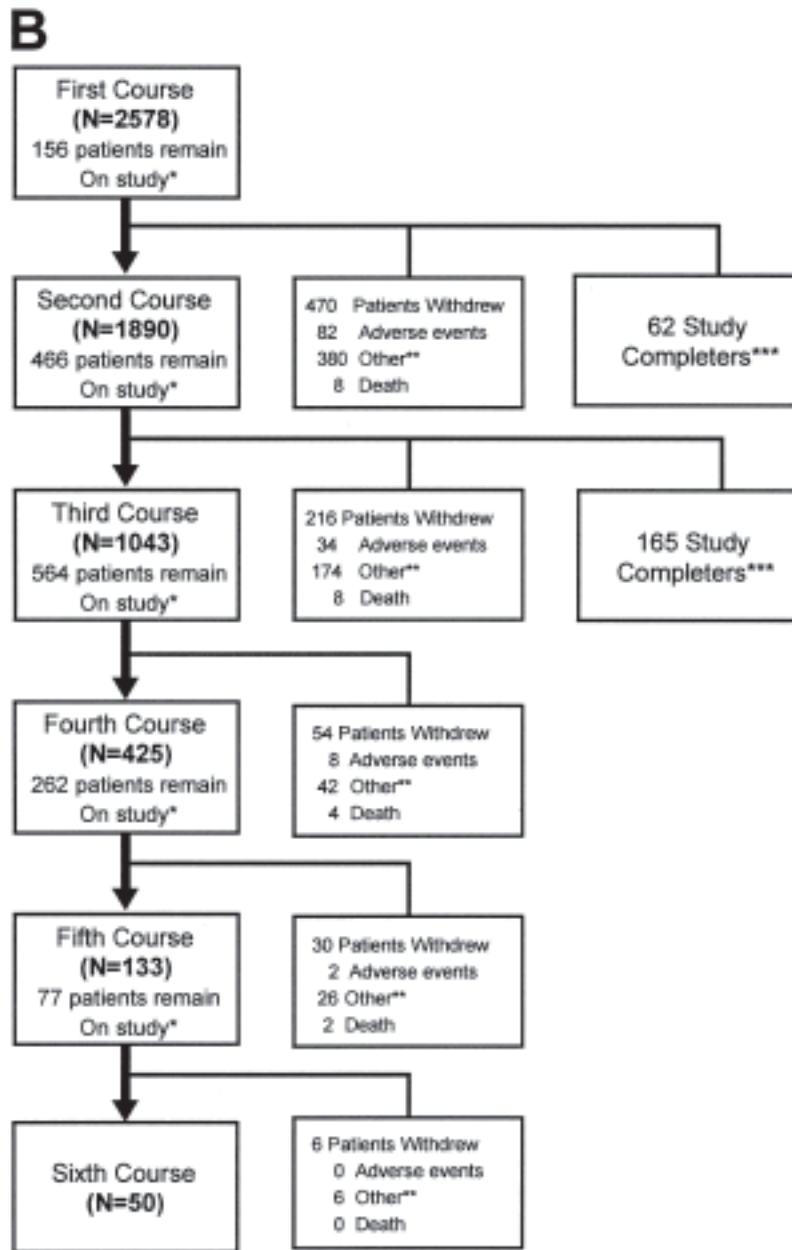 B
First Course
(N=2578)
156 patients remain
On study*
Second Course
(N=1890)
466 patients remain
On study*
470 Patients Withdrew
82 Adverse events
380 Other**
8 Death
62 Study
Completers***
Third Course
(N=1043)
564 patients remain
On study*
216 Patients Withdrew
34 Adverse events
174 Other**
8 Death
165 Study
Completers***
Fourth Course
(N=425)
262 patients remain
On study*
54 Patients Withdrew
8 Adverse events
42 Other**
4 Death
Fifth Course
(N=133)
77 patients remain
On study*
30 Patients Withdrew
2 Adverse events
26 Other**
2 Death
Sixth Course
(N=50)
6 Patients Withdrew
0 Adverse events
6 Other**
0 Death